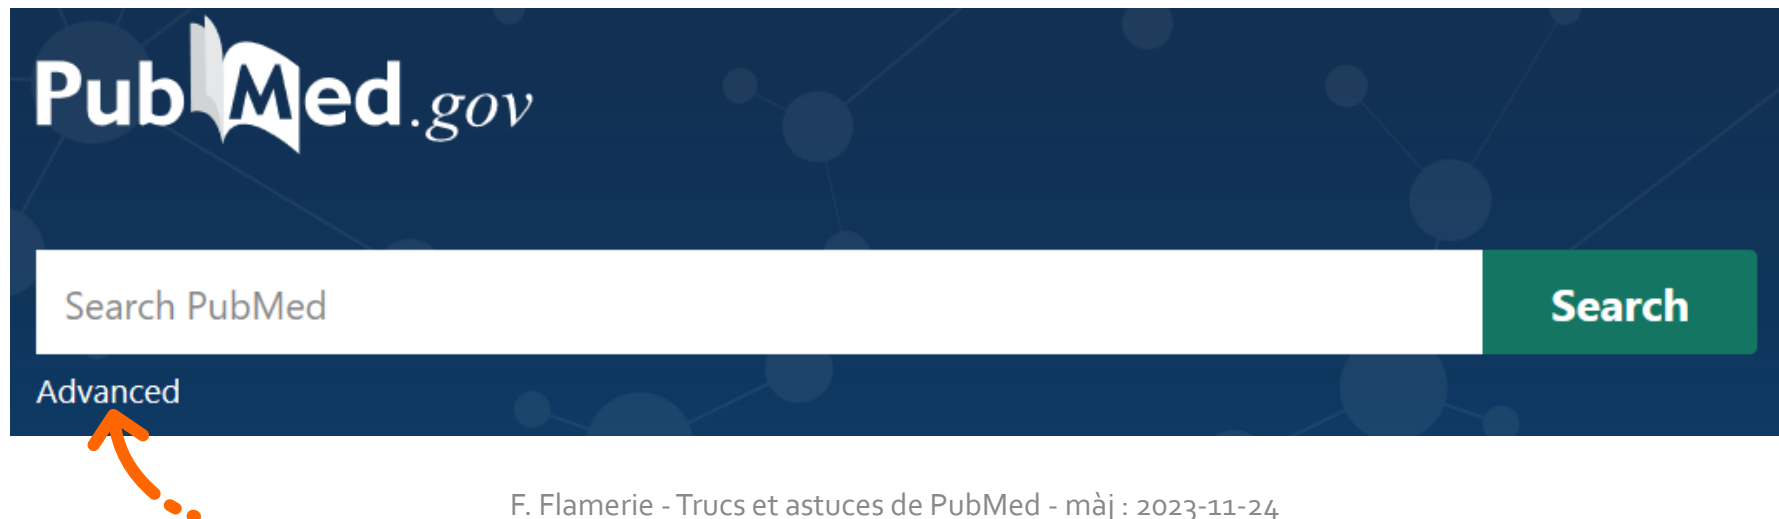 PubMed.gov
Search PubMed
Search
Advanced
F. Flamerie - Trucs et astuces de PubMed - màj : 2023-11-24